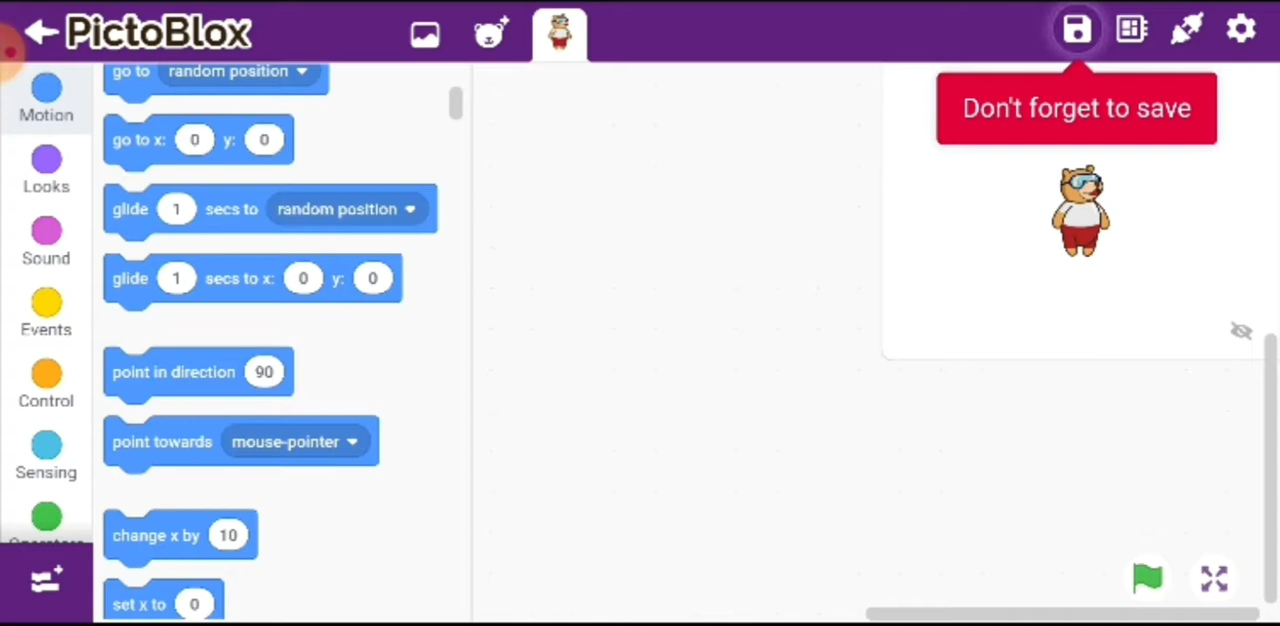 PictoBlox
Don't forget to save
Motion
Looks
Sound
Events
Control
Sensing
Operators
go to random position
go to x: 0 y: 0
glide 1 secs to random position
glide 1 secs to x: 0 y: 0
point in direction 90
point towards mouse-pointer
change x by 10
set x to 0